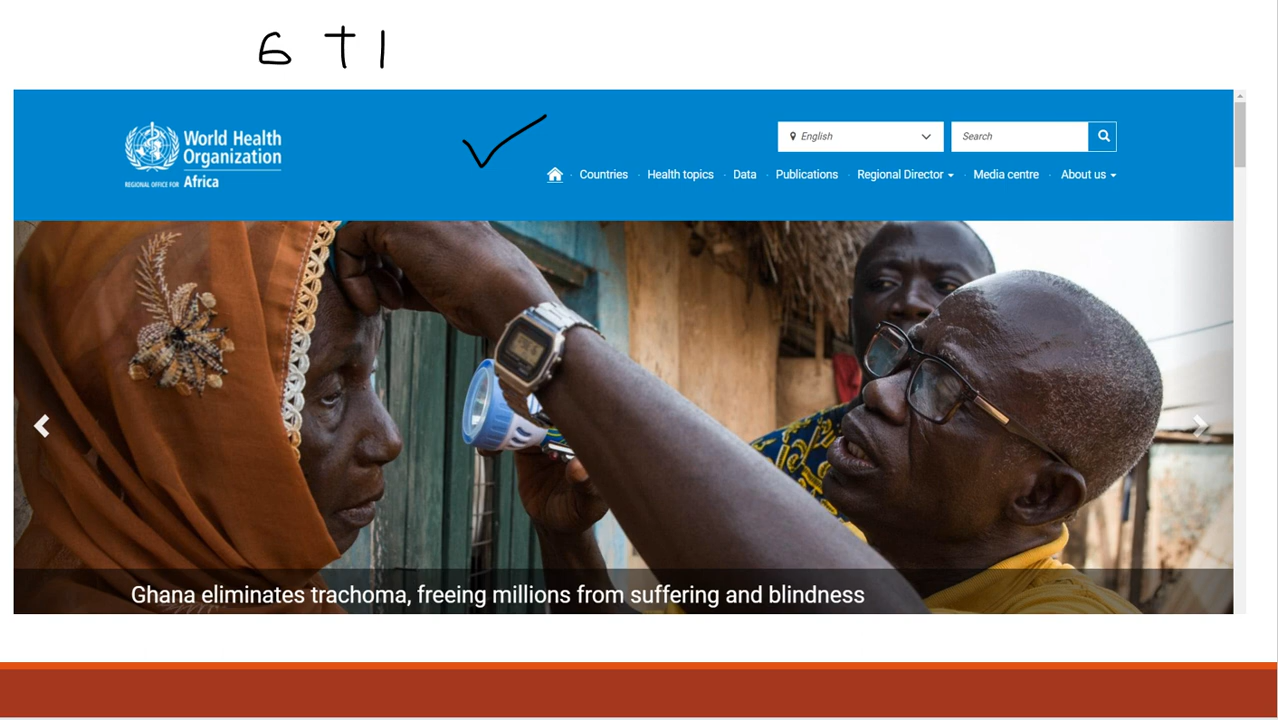 6 + 1
World Health
Organization
REGIONAL OFFICE FOR Africa
English
Search
Countries
Health topics
Data
Publications
Regional Director
Media centre
About us
Ghana eliminates trachoma, freeing millions from suffering and blindness